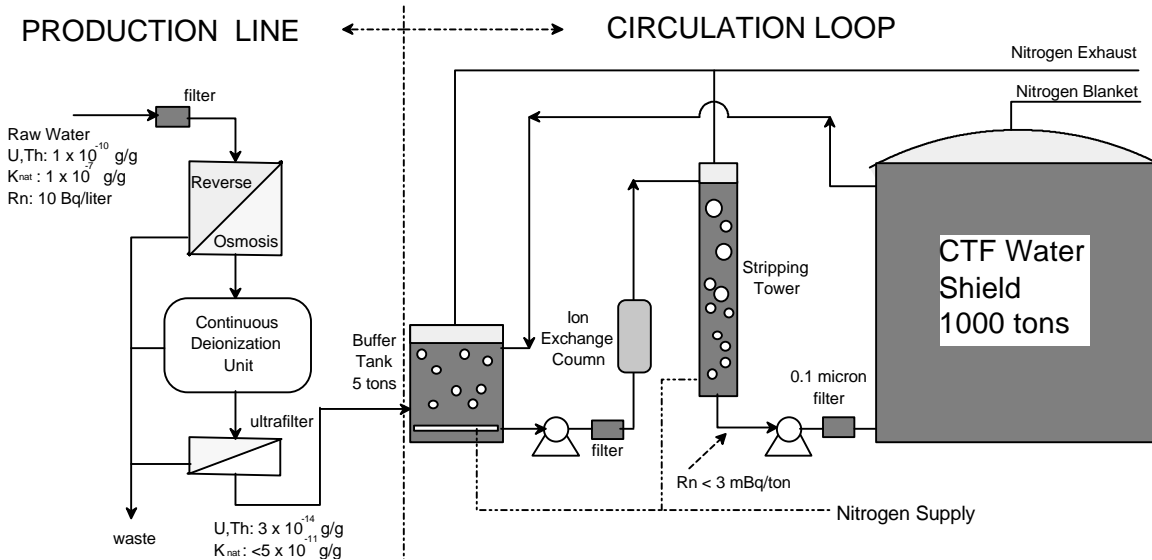 PRODUCTION LINE
CIRCULATION LOOP
Nitrogen Exhaust
Nitrogen Blanket
filter
Raw Water
U,Th: 1 x 10^-10 g/g
Knat : 1 x 10^-7 g/g
Rn: 10 Bq/liter
Reverse
Osmosis
Continuous
Deionization
Unit
ultrafilter
waste
U,Th: 3 x 10^-14 g/g
Knat : <5 x 10^-11 g/g
Buffer
Tank
5 tons
filter
Ion
Exchange
Coumn
Stripping
Tower
Rn < 3 mBq/ton
0.1 micron
filter
Nitrogen Supply
CTF Water
Shield
1000 tons